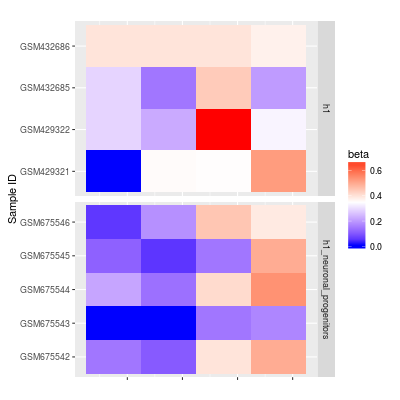 GSM432686
GSM432685
GSM429322
GSM429321
h1
GSM675546
GSM675545
GSM675544
GSM675543
GSM675542
h1_neuronal_progenitors
Sample ID
beta
0.6
0.4
0.2
0.0